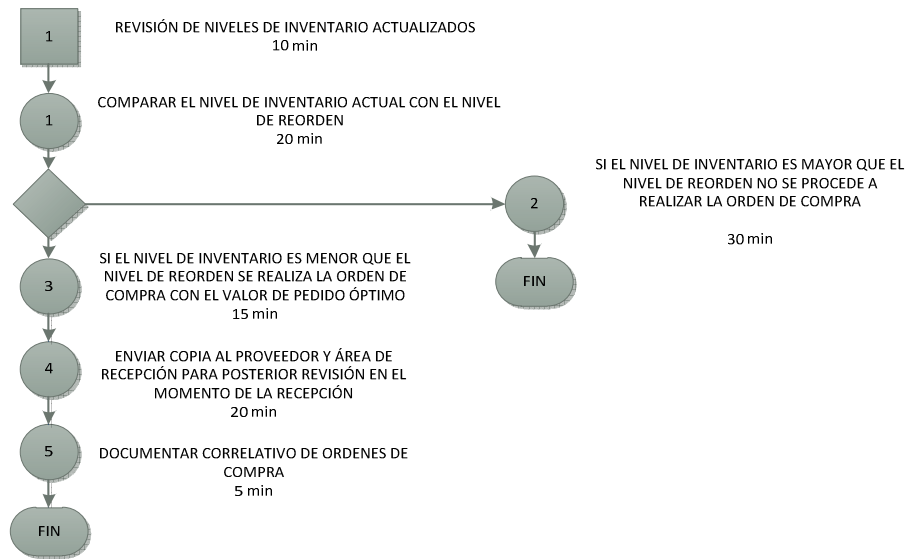 1
REVISIÓN DE NIVELES DE INVENTARIO ACTUALIZADOS
10 min
1
COMPARAR EL NIVEL DE INVENTARIO ACTUAL CON EL NIVEL
DE REORDEN
20 min
2
SI EL NIVEL DE INVENTARIO ES MAYOR QUE EL
NIVEL DE REORDEN NO SE PROCEDE A
REALIZAR LA ORDEN DE COMPRA
30 min
FIN
3
SI EL NIVEL DE INVENTARIO ES MENOR QUE EL
NIVEL DE REORDEN SE REALIZA LA ORDEN DE
COMPRA CON EL VALOR DE PEDIDO ÓPTIMO
15 min
4
ENVIAR COPIA AL PROVEEDOR Y ÁREA DE
RECEPCIÓN PARA POSTERIOR REVISIÓN EN EL
MOMENTO DE LA RECEPCIÓN
20 min
5
DOCUMENTAR CORRELATIVO DE ORDENES DE
COMPRA
5 min
FIN